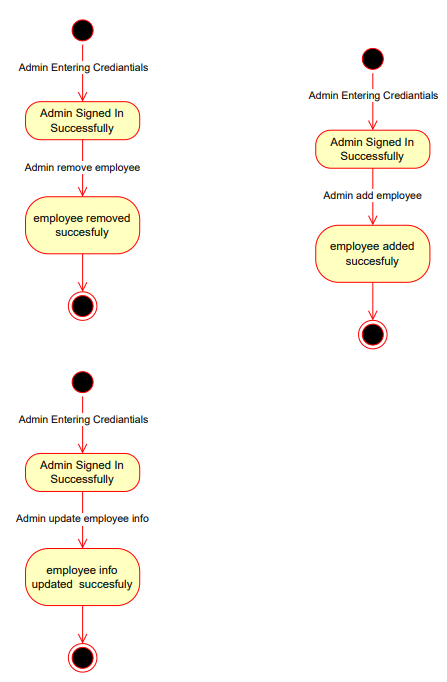 Admin Entering Crediantials
Admin Signed In
Successfully
Admin remove employee
employee removed
succesfuly
Admin Entering Crediantials
Admin Signed In
Successfully
Admin add employee
employee added
succesfuly
Admin Entering Crediantials
Admin Signed In
Successfully
Admin update employee info
employee info
updated  succesfuly